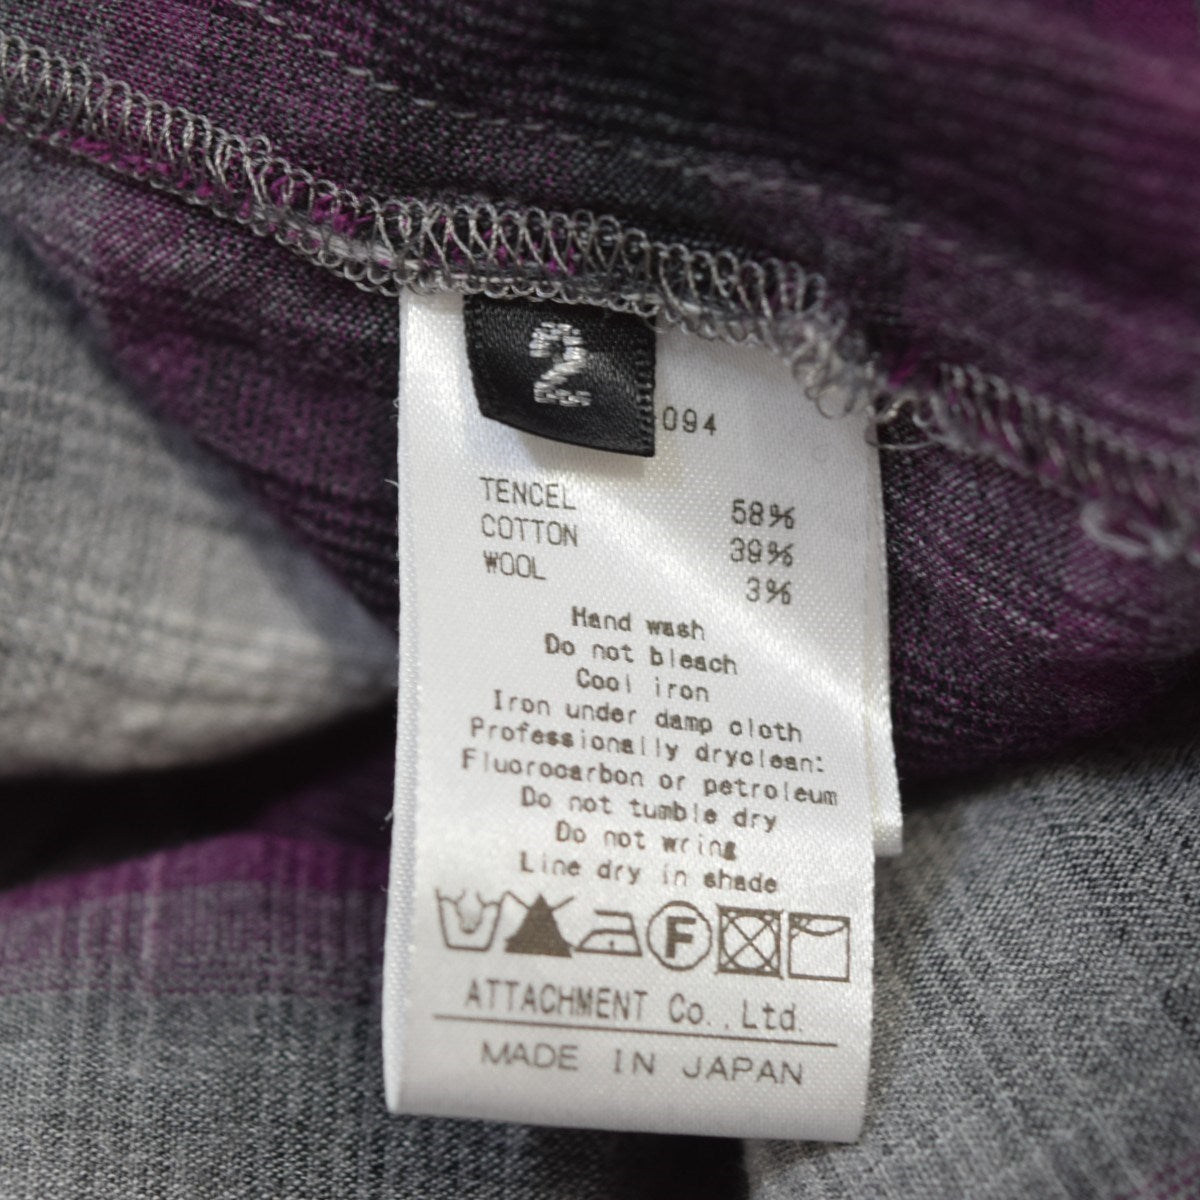 2
094
TENCEL 58%
COTTON 39%
WOOL 3%
Hand wash
Do not bleach
Cool iron
Iron under damp cloth
Professionally dryclean:
Fluorocarbon or petroleum
Do not tumble dry
Do not wring
Line dry in shade
F
ATTACHMENT Co.,Ltd.
MADE IN JAPAN